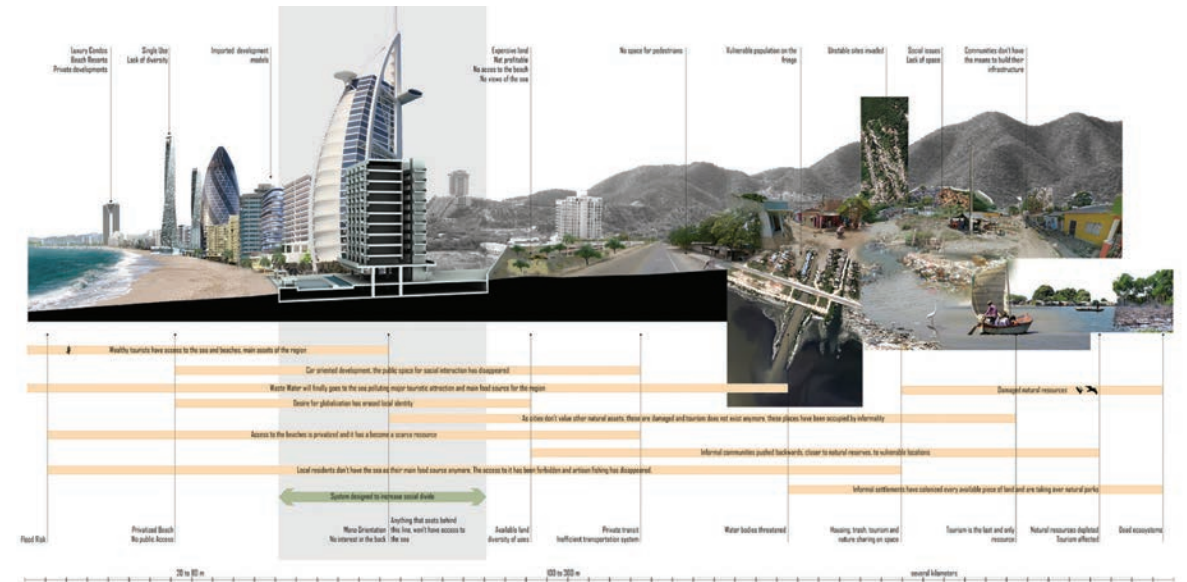 Luxury Condos
Beach Resorts
Private developments
Single Use
Lack of diversity
Imported development
models
Expensive land
Not profitable
No acces to the beach
No views of the sea
No space for pedestrians
Vulnerable population on the
fringe
Unstable sites invaded
Social issues
Lack of space
Communities don't have
the means to build their
infrastructure
Wealthy tourists have access to the sea and beaches, main assets of the region
Car oriented development, the public space for social interaction has disappeared
Waste Water will finally goes to the sea polluting major touristic attraction and main food source for the region
Damaged natural resources
Desire for globalization has erased local identity
As cities don't value other natural assets, these are damaged and tourism does not exist anymore, these places have been occupied by informality
Access to the beaches is privatized and it has a become a scarce resource
Informal communities pushed backwards, closer to natural reserves, to vulnerable locations
Local residents don't have the sea as their main food source anymore. The access to it has been forbidden and artisan fishing has disappeared.
Informal settlements have colonized every available piece of land and are taking over natural parks
System designed to increase social divide
Flood Risk
Privatized Beach
No public Access
Mono Orientation
No interest in the back
Anything that seats behind
this line, won't have access to
the sea
Available land
diversity of uses
Private transit
Inefficient transportation system
Water bodies threatened
Housing, trash, tourism and
nature sharing on space
Tourism is the last and only
resource
Natural resources depleted
Tourism affected
Dead ecosystems
20 to 80 m
100 to 300 m
several kilometers